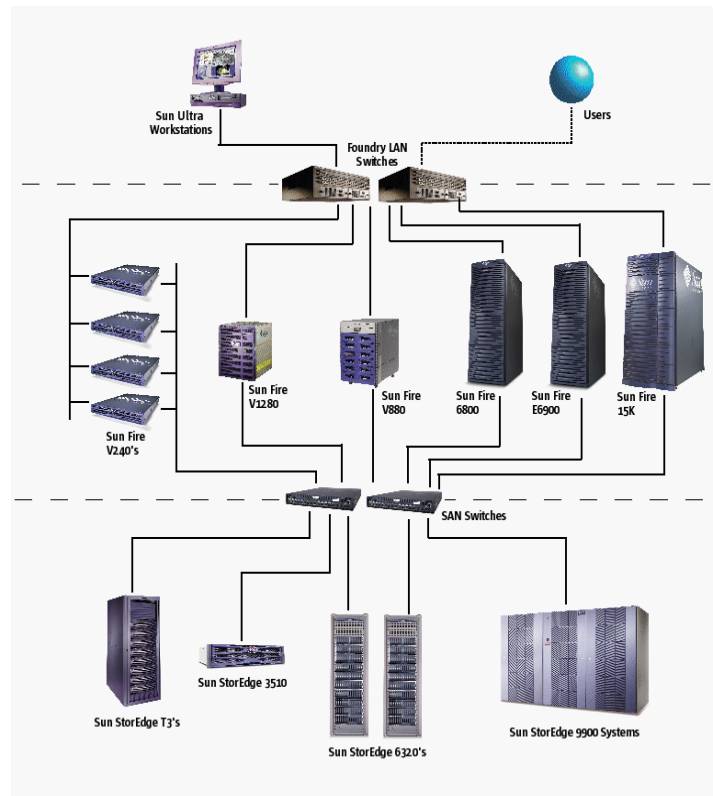 Sun Ultra
Workstations
Users
Foundry LAN
Switches
Sun Fire
V240's
Sun Fire
V1280
Sun Fire
V880
Sun Fire
6800
Sun Fire
E6900
Sun Fire
15K
SAN Switches
Sun StorEdge T3's
Sun StorEdge 3510
Sun StorEdge 6320's
Sun StorEdge 9900 Systems